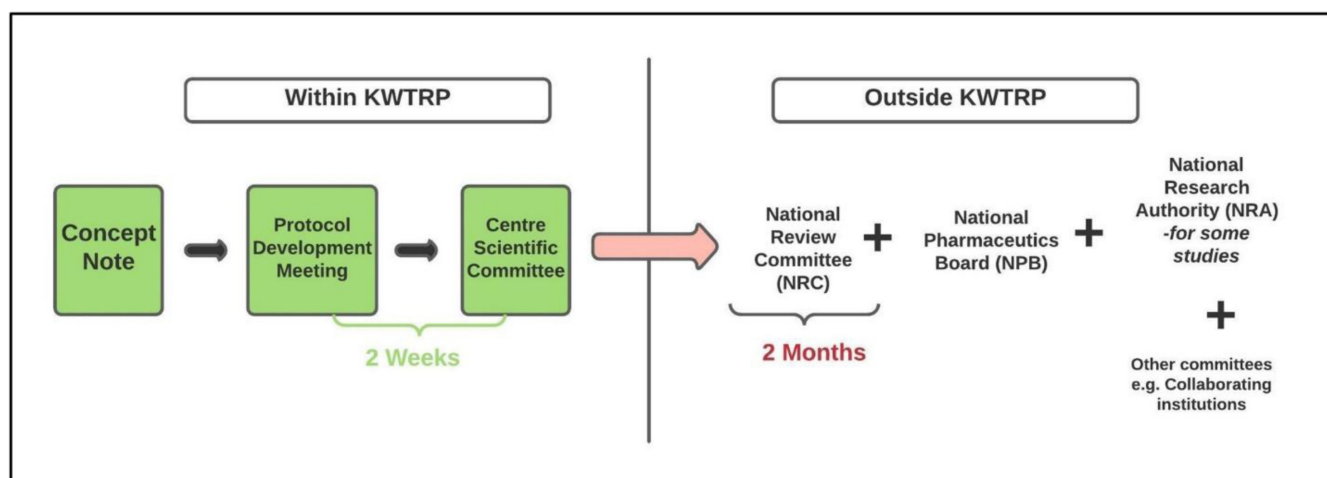 Within KWTRP
Outside KWTRP
Concept
Note
Protocol
Development
Meeting
Centre
Scientific
Committee
2 Weeks
National
Review
Committee
(NRC)
+
National
Pharmaceutics
Board (NPB)
+
National
Research
Authority (NRA)
-for some
studies
+
Other committees
e.g. Collaborating
institutions
2 Months